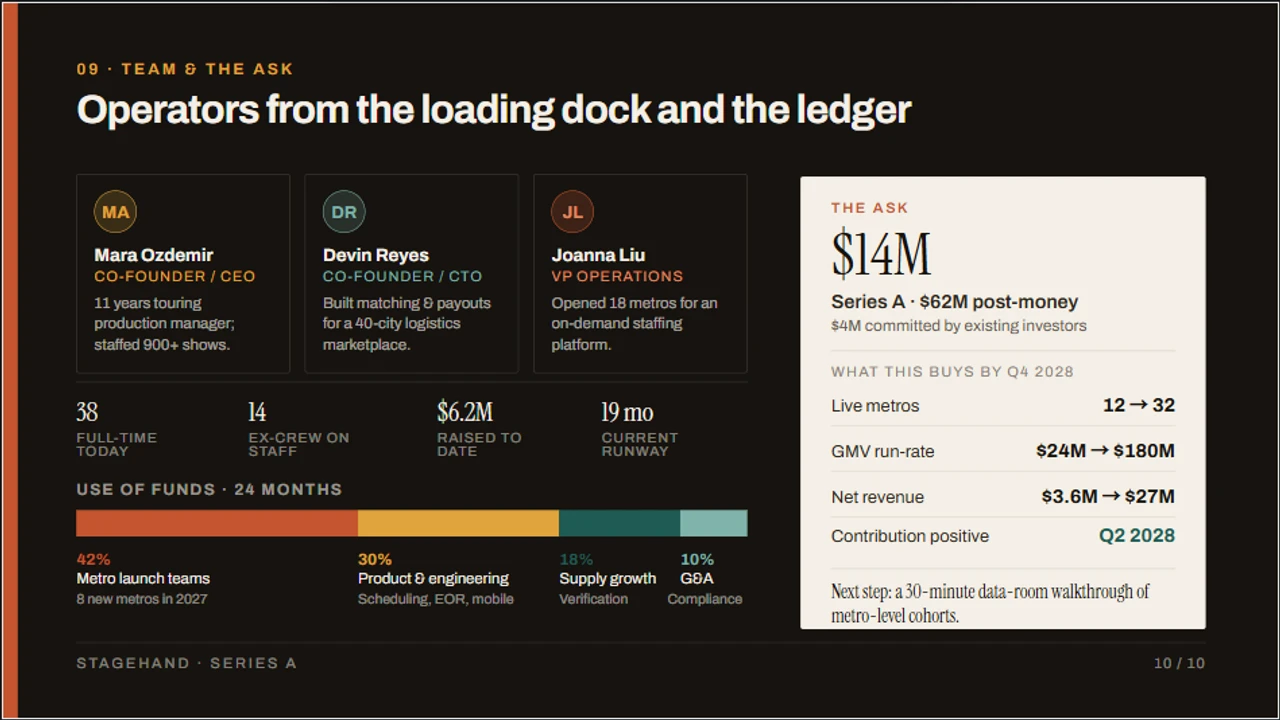 09 · TEAM & THE ASK
Operators from the loading dock and the ledger
MA
Mara Ozdemir
CO-FOUNDER / CEO
11 years touring
production manager;
staffed 900+ shows.
DR
Devin Reyes
CO-FOUNDER / CTO
Built matching & payouts
for a 40-city logistics
marketplace.
JL
Joanna Liu
VP OPERATIONS
Opened 18 metros for an
on-demand staffing
platform.
38
FULL-TIME
TODAY
14
EX-CREW ON
STAFF
$6.2M
RAISED TO
DATE
19 mo
CURRENT
RUNWAY
USE OF FUNDS · 24 MONTHS
42%
Metro launch teams
8 new metros in 2027
30%
Product & engineering
Scheduling, EOR, mobile
18%
Supply growth
Verification
10%
G&A
Compliance
THE ASK
$14M
Series A · $62M post-money
$4M committed by existing investors
WHAT THIS BUYS BY Q4 2028
Live metros 12 → 32
GMV run-rate $24M → $180M
Net revenue $3.6M → $27M
Contribution positive Q2 2028
Next step: a 30-minute data-room walkthrough of
metro-level cohorts.
STAGEHAND · SERIES A
10 / 10